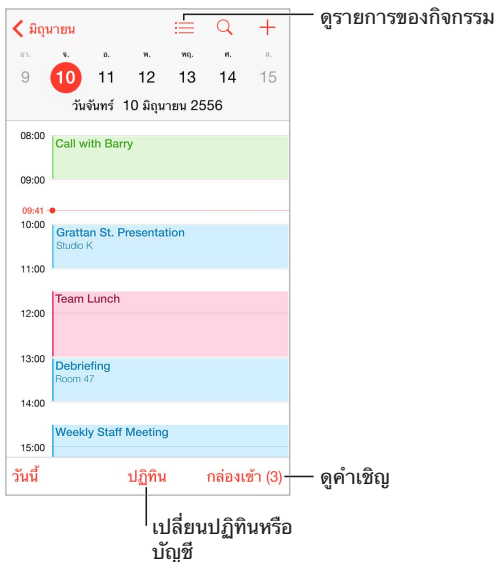 ดูรายการของกิจกรรม
มิถุนายน
อา. จ. อ. พ. พฤ. ศ. ส.
9 10 11 12 13 14 15
วันจันทร์ 10 มิถุนายน 2556
08:00
Call with Barry
09:00
09:41
10:00
Grattan St. Presentation
Studio K
11:00
Team Lunch
12:00
13:00
Debriefing
Room 47
14:00
Weekly Staff Meeting
15:00
วันนี้ ปฏิทิน กล่องเข้า (3)
ดูคำเชิญ
เปลี่ยนปฏิทินหรือ
บัญชี